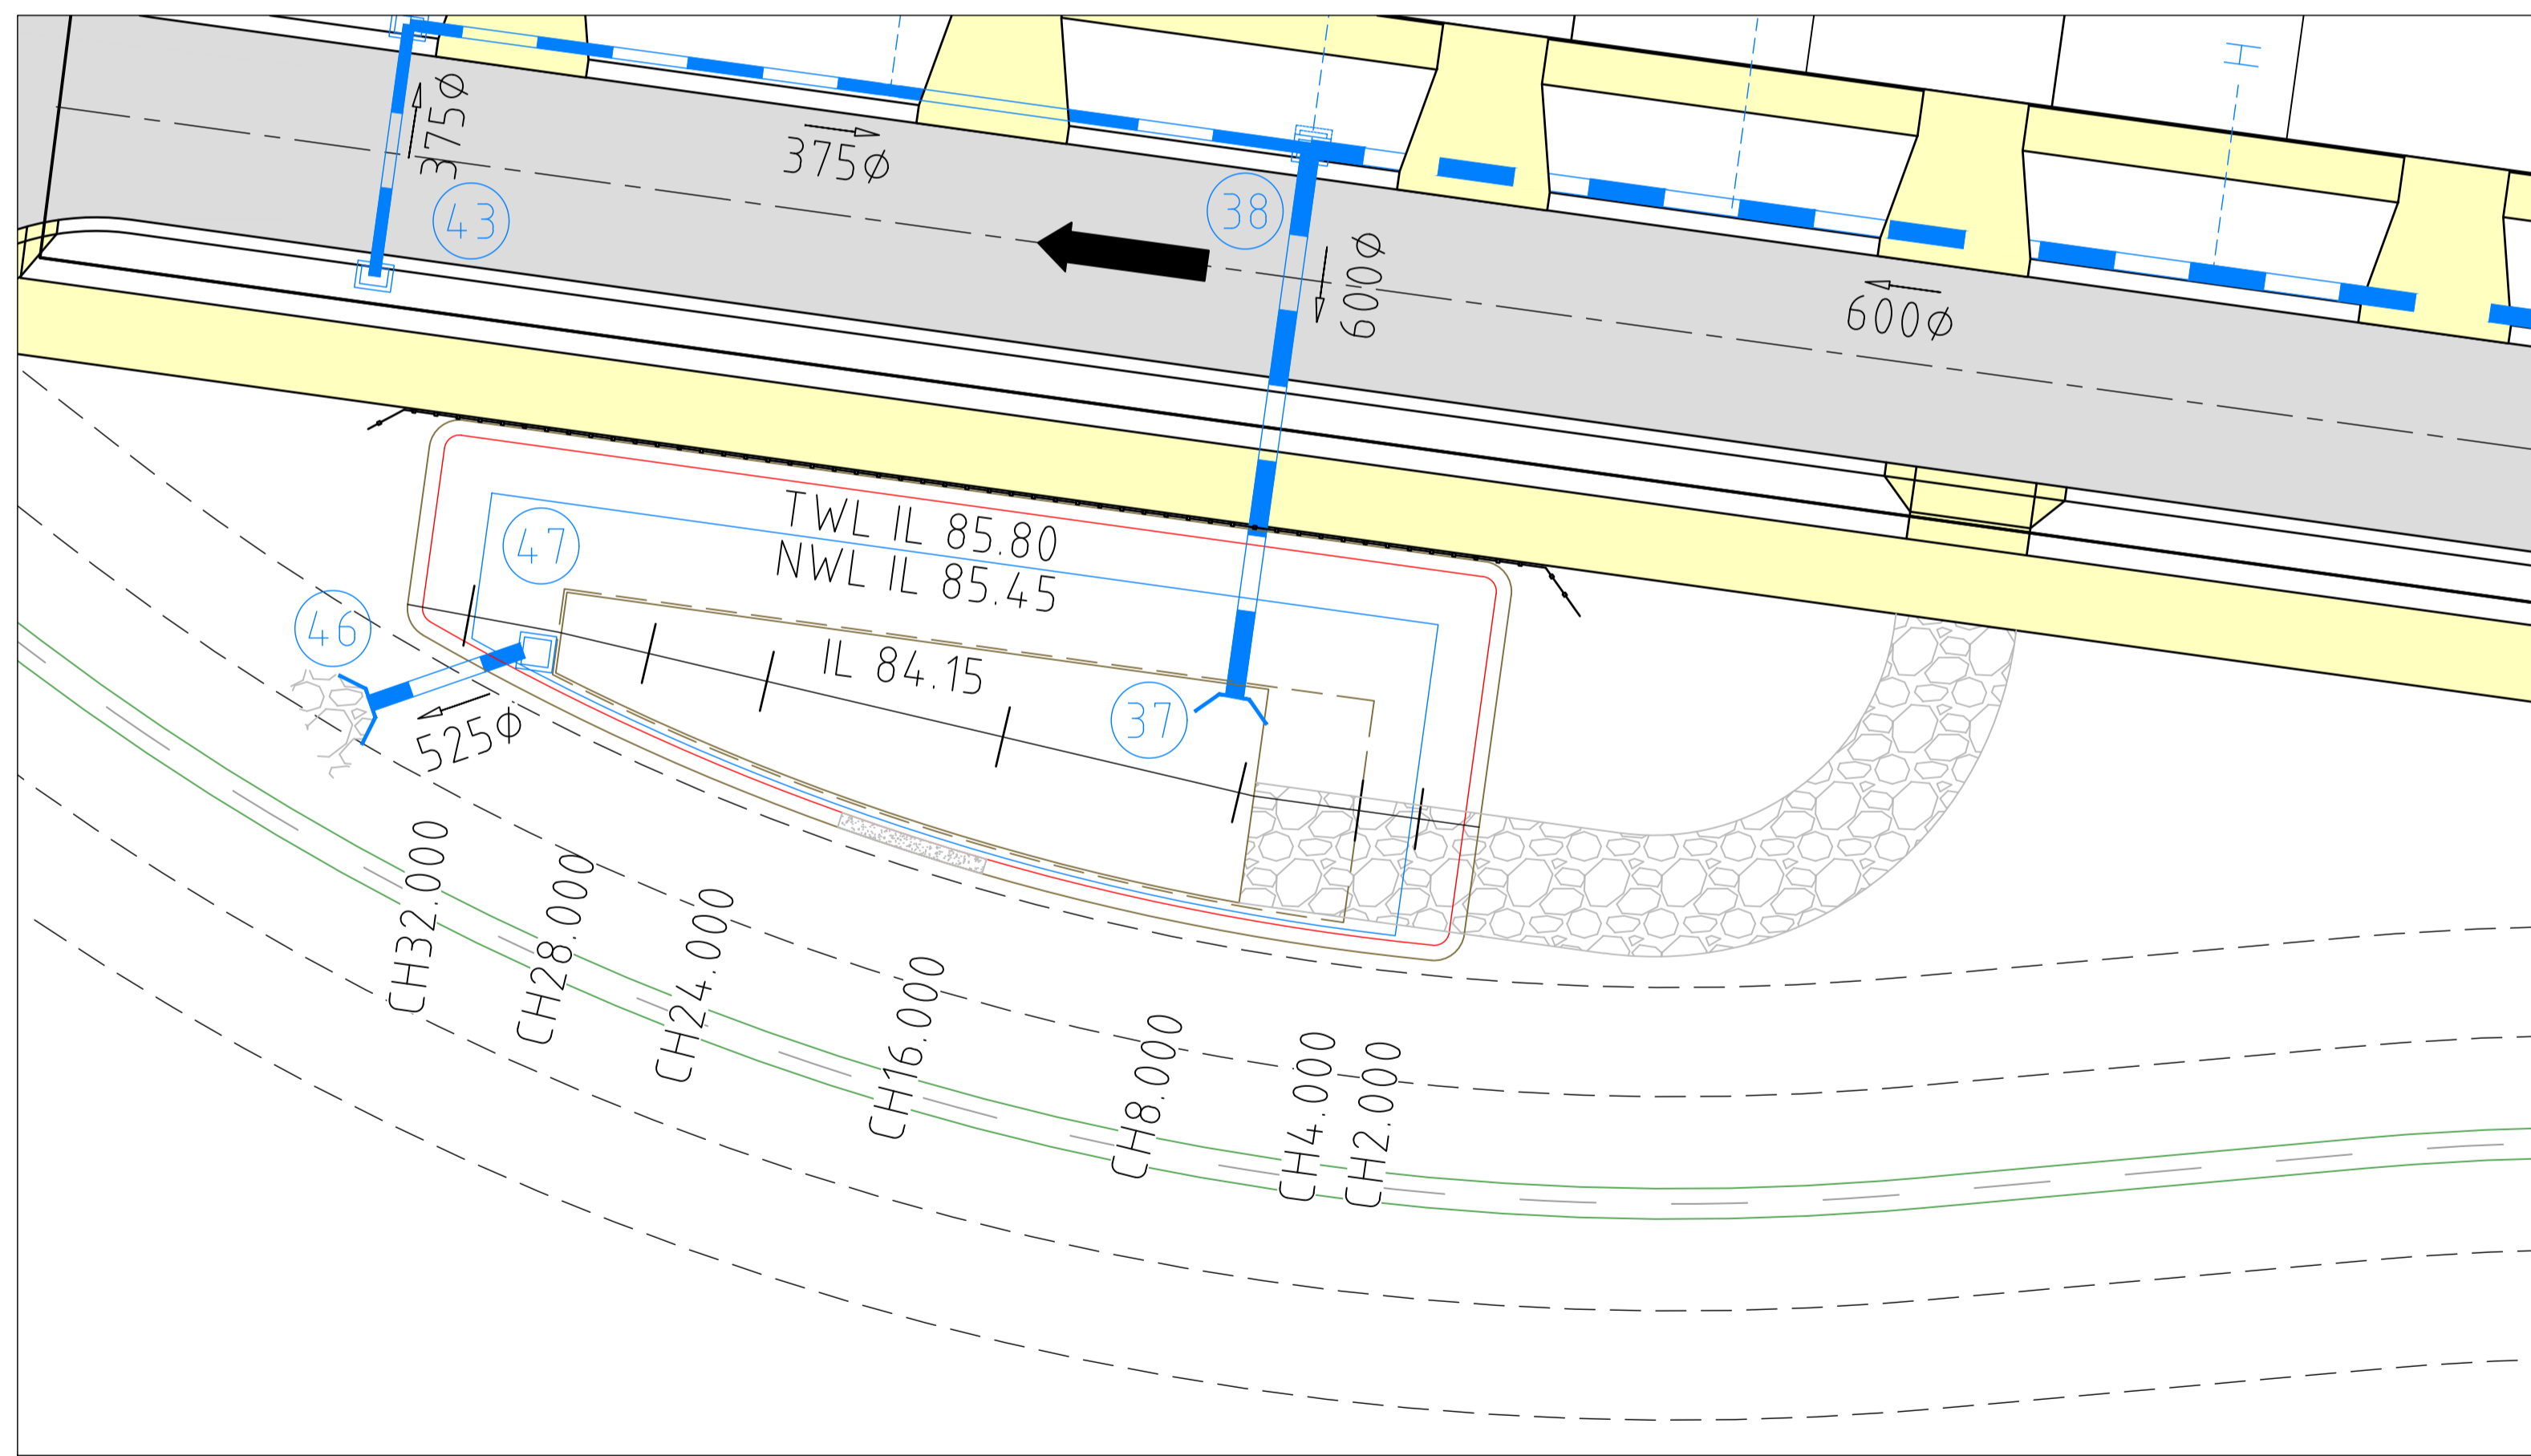 H
375Ø
375Ø
43
38
600Ø
600Ø
TWL IL 85.80
NWL IL 85.45
47
46
IL 84.15
37
525Ø
CH32.000
CH28.000
CH24.000
CH16.000
CH8.000
CH4.000
CH2.000